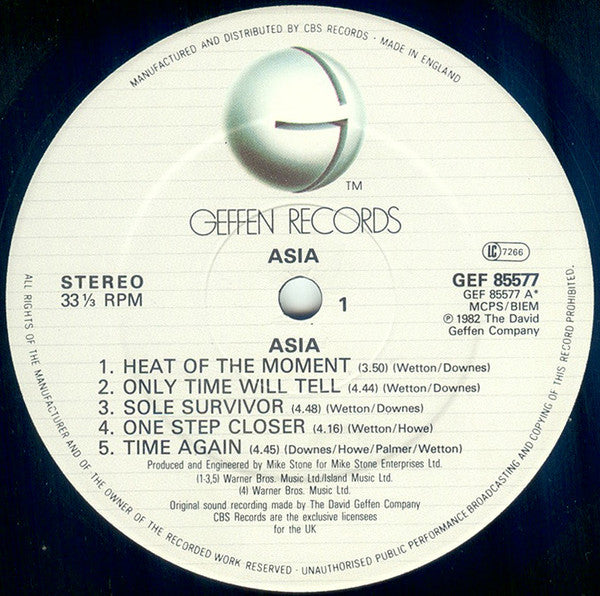 MANUFACTURED AND DISTRIBUTED BY CBS RECORDS · MADE IN ENGLAND
TM
GEFFEN RECORDS
ASIA
LC 7266
STEREO
33 ⅓ RPM
1
GEF 85577
GEF 85577 A*
MCPS/BIEM
℗ 1982 The David
Geffen Company
ASIA
1. HEAT OF THE MOMENT (3.50) (Wetton/Downes)
2. ONLY TIME WILL TELL (4.44) (Wetton/Downes)
3. SOLE SURVIVOR (4.48) (Wetton/Downes)
4. ONE STEP CLOSER (4.16) (Wetton/Howe)
5. TIME AGAIN (4.45) (Downes/Howe/Palmer/Wetton)
Produced and Engineered by Mike Stone for Mike Stone Enterprises Ltd.
(1-3,5) Warner Bros. Music Ltd./Island Music Ltd.
(4) Warner Bros. Music Ltd.
Original sound recording made by The David Geffen Company
CBS Records are the exclusive licensees
for the UK
ALL RIGHTS OF THE MANUFACTURER AND OF THE OWNER OF THE RECORDED WORK RESERVED · UNAUTHORISED PUBLIC PERFORMANCE BROADCASTING AND COPYING OF THIS RECORD PROHIBITED.